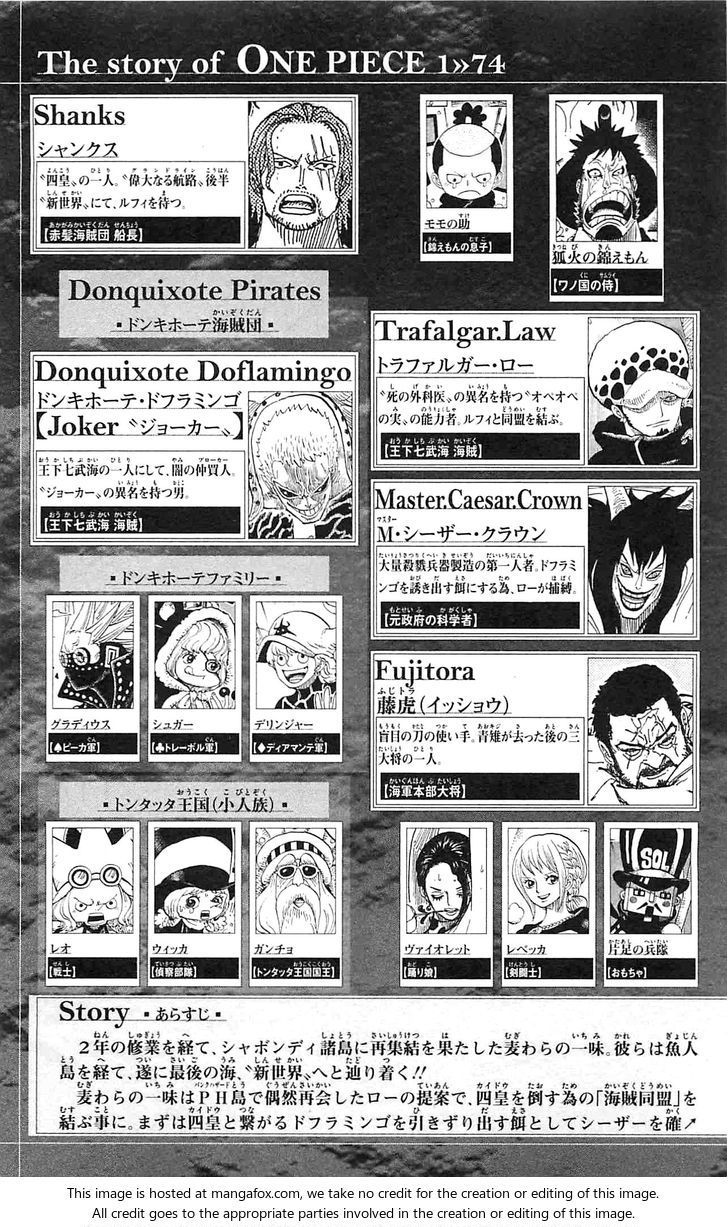 The story of ONE PIECE 1»74
Shanks
シャンクス
〝四皇〟の一人。〝偉大なる航路〟後半
〝新世界〟にて、ルフィを待つ。
【赤髪海賊団 船長】
モモの助
【錦えもんの息子】
狐火の錦えもん
【ワノ国の侍】
Donquixote Pirates
▪ドンキホーテ海賊団▪
Donquixote Doflamingo
ドンキホーテ・ドフラミンゴ
【Joker〝ジョーカー〟】
王下七武海の一人にして、闇の仲買人。
〝ジョーカー〟の異名を持つ男。
【王下七武海 海賊】
Trafalgar.Law
トラファルガー・ロー
〝死の外科医〟の異名を持つ〝オペオペ
の実〟の能力者。ルフィと同盟を結ぶ。
【王下七武海 海賊】
Master.Caesar.Crown
M・シーザー・クラウン
大量殺戮兵器製造の第一人者。ドフラミ
ンゴを誘き出す餌にする為、ローが捕縛。
【元政府の科学者】
▪ドンキホーテファミリー▪
グラディウス
【♠ピーカ軍】
シュガー
【♣トレーボル軍】
デリンジャー
【♦ディアマンテ軍】
Fujitora
藤虎(イッショウ)
盲目の刀の使い手。青雉が去った後の三
大将の一人。
【海軍本部大将】
▪トンタッタ王国(小人族)▪
レオ
【戦士】
ウィッカ
【偵察部隊】
ガンチョ
【トンタッタ王国国王】
SOL
ヴァイオレット
【踊り娘】
レベッカ
【剣闘士】
片足の兵隊
【おもちゃ】
Story ▪あらすじ▪
2年の修業を経て、シャボンディ諸島に再集結を果たした麦わらの一味。彼らは魚人
島を経て、遂に最後の海、〝新世界〟へと辿り着く!!
麦わらの一味はPH島で偶然再会したローの提案で、四皇を倒す為の「海賊同盟」を
結ぶ事に。まずは四皇と繋がるドフラミンゴを引きずり出す餌としてシーザーを確↗
This image is hosted at mangafox.com, we take no credit for the creation or editing of this image.
All credit goes to the appropriate parties involved in the creation or editing of this image.